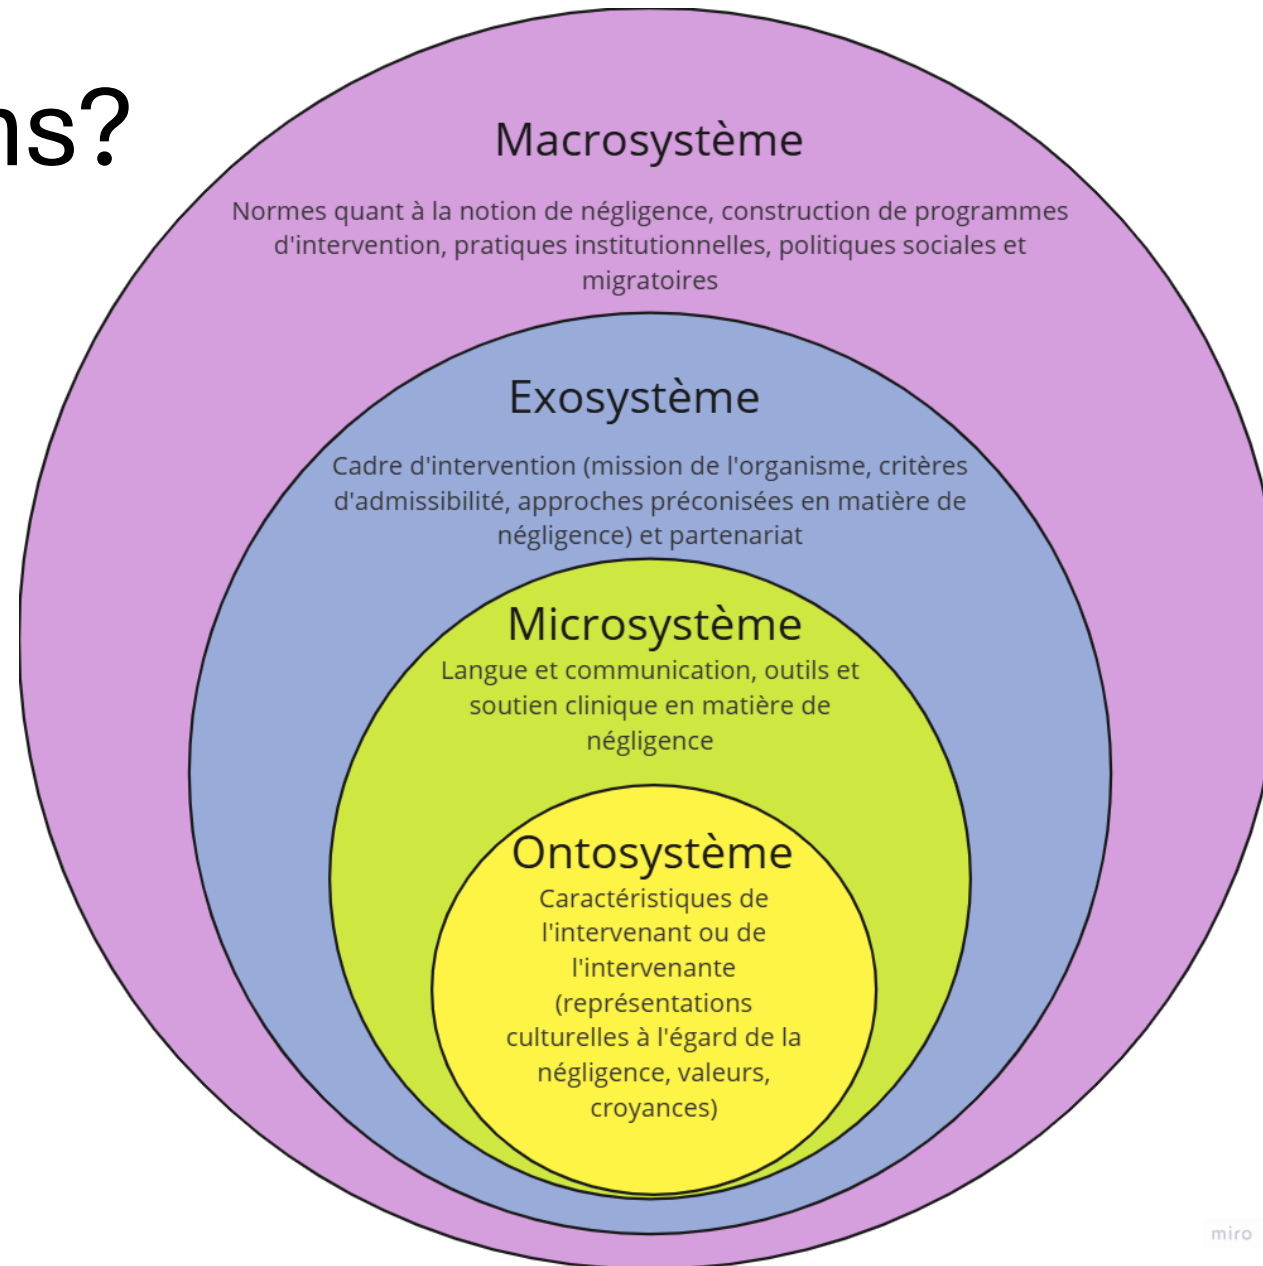 ns?
Macrosystème
Normes quant à la notion de négligence, construction de programmes
d'intervention, pratiques institutionnelles, politiques sociales et
migratoires
Exosystème
Cadre d'intervention (mission de l'organisme, critères
d'admissibilité, approches préconisées en matière de
négligence) et partenariat
Microsystème
Langue et communication, outils et
soutien clinique en matière de
négligence
Ontosystème
Caractéristiques de
l'intervenant ou de
l'intervenante
(représentations
culturelles à l'égard de la
négligence, valeurs,
croyances)
miro